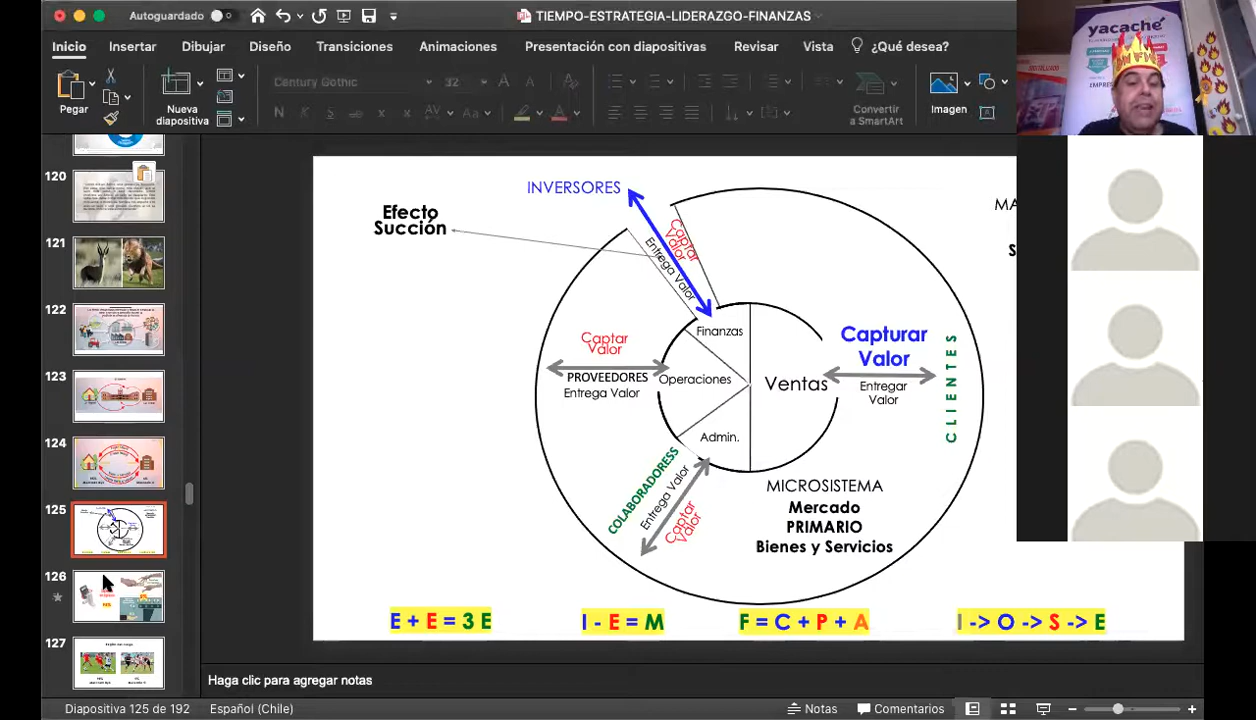 Autoguardado
TIEMPO-ESTRATEGIA-LIDERAZGO-FINANZAS
Inicio
Insertar
Dibujar
Diseño
Transiciones
Animaciones
Presentación con diapositivas
Revisar
Vista
¿Qué desea?
Pegar
Nueva
diapositiva
Century Gothic
32
N
K
S
Convertir
a SmartArt
Imagen
yacache
120
121
122
123
124
125
126
127
INVERSORES
Efecto
Succión
Captar
Valor
Entrega Valor
Finanzas
Captar
Valor
PROVEEDORES
Entrega Valor
Operaciones
Ventas
Capturar
Valor
Entregar
Valor
CLIENTES
Admin.
COLABORADORESS
Entrega Valor
Captar
Valor
MICROSISTEMA
Mercado
PRIMARIO
Bienes y Servicios
MA
S
E + E = 3 E
I - E = M
F = C + P + A
I -> O -> S -> E
Haga clic para agregar notas
Diapositiva 125 de 192
Español (Chile)
Notas
Comentarios